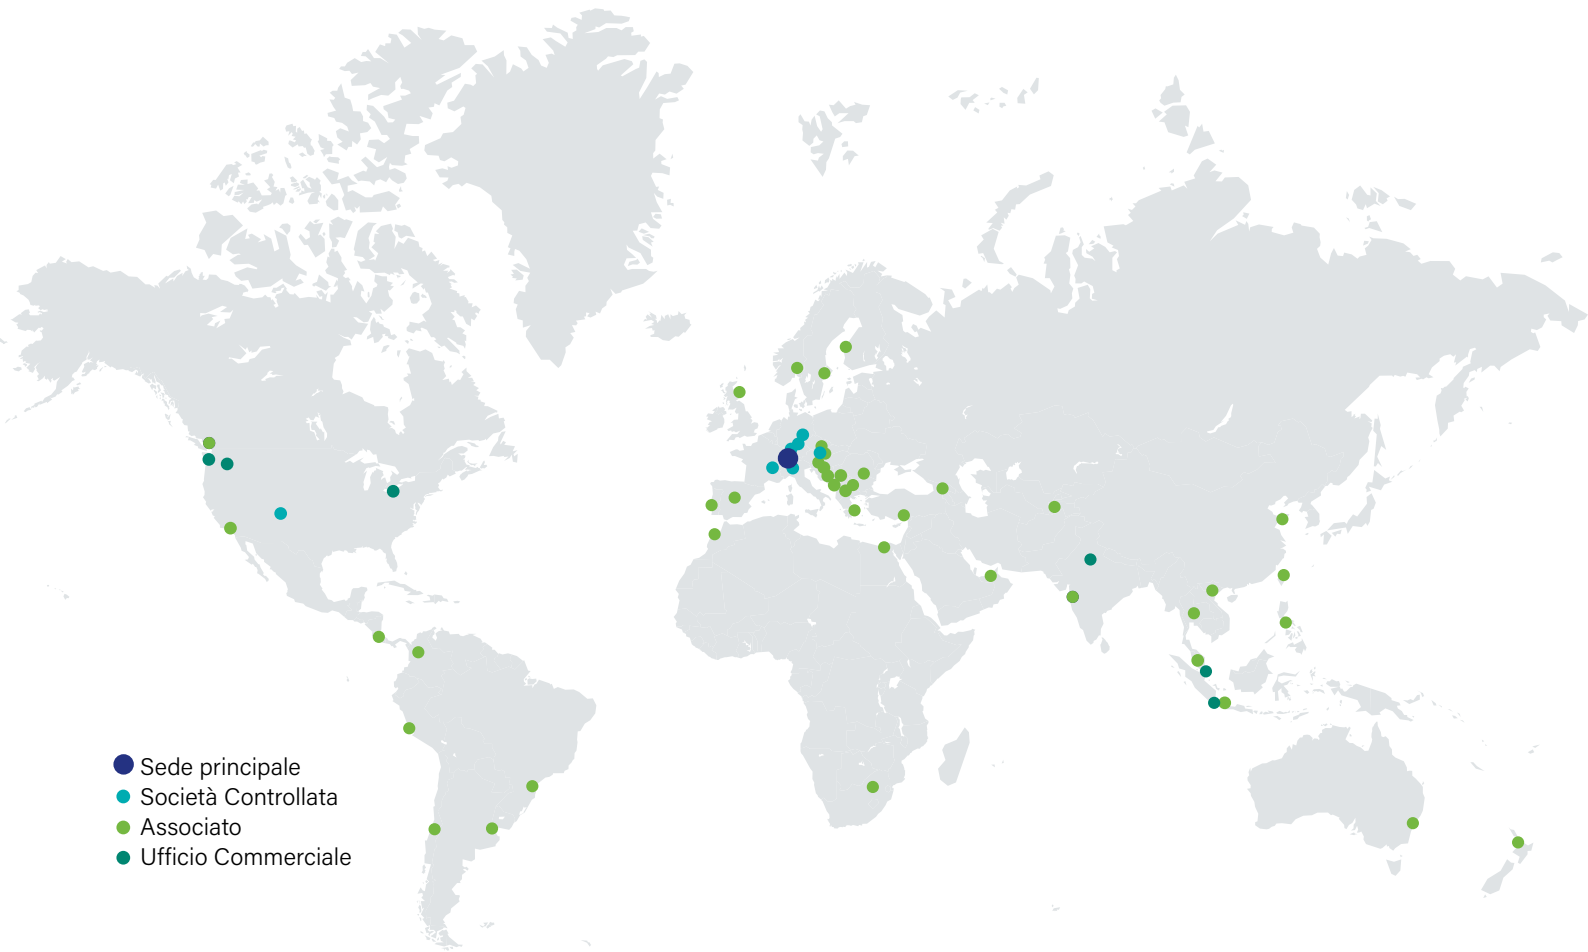 Sede principale
Società Controllata
Associato
Ufficio Commerciale